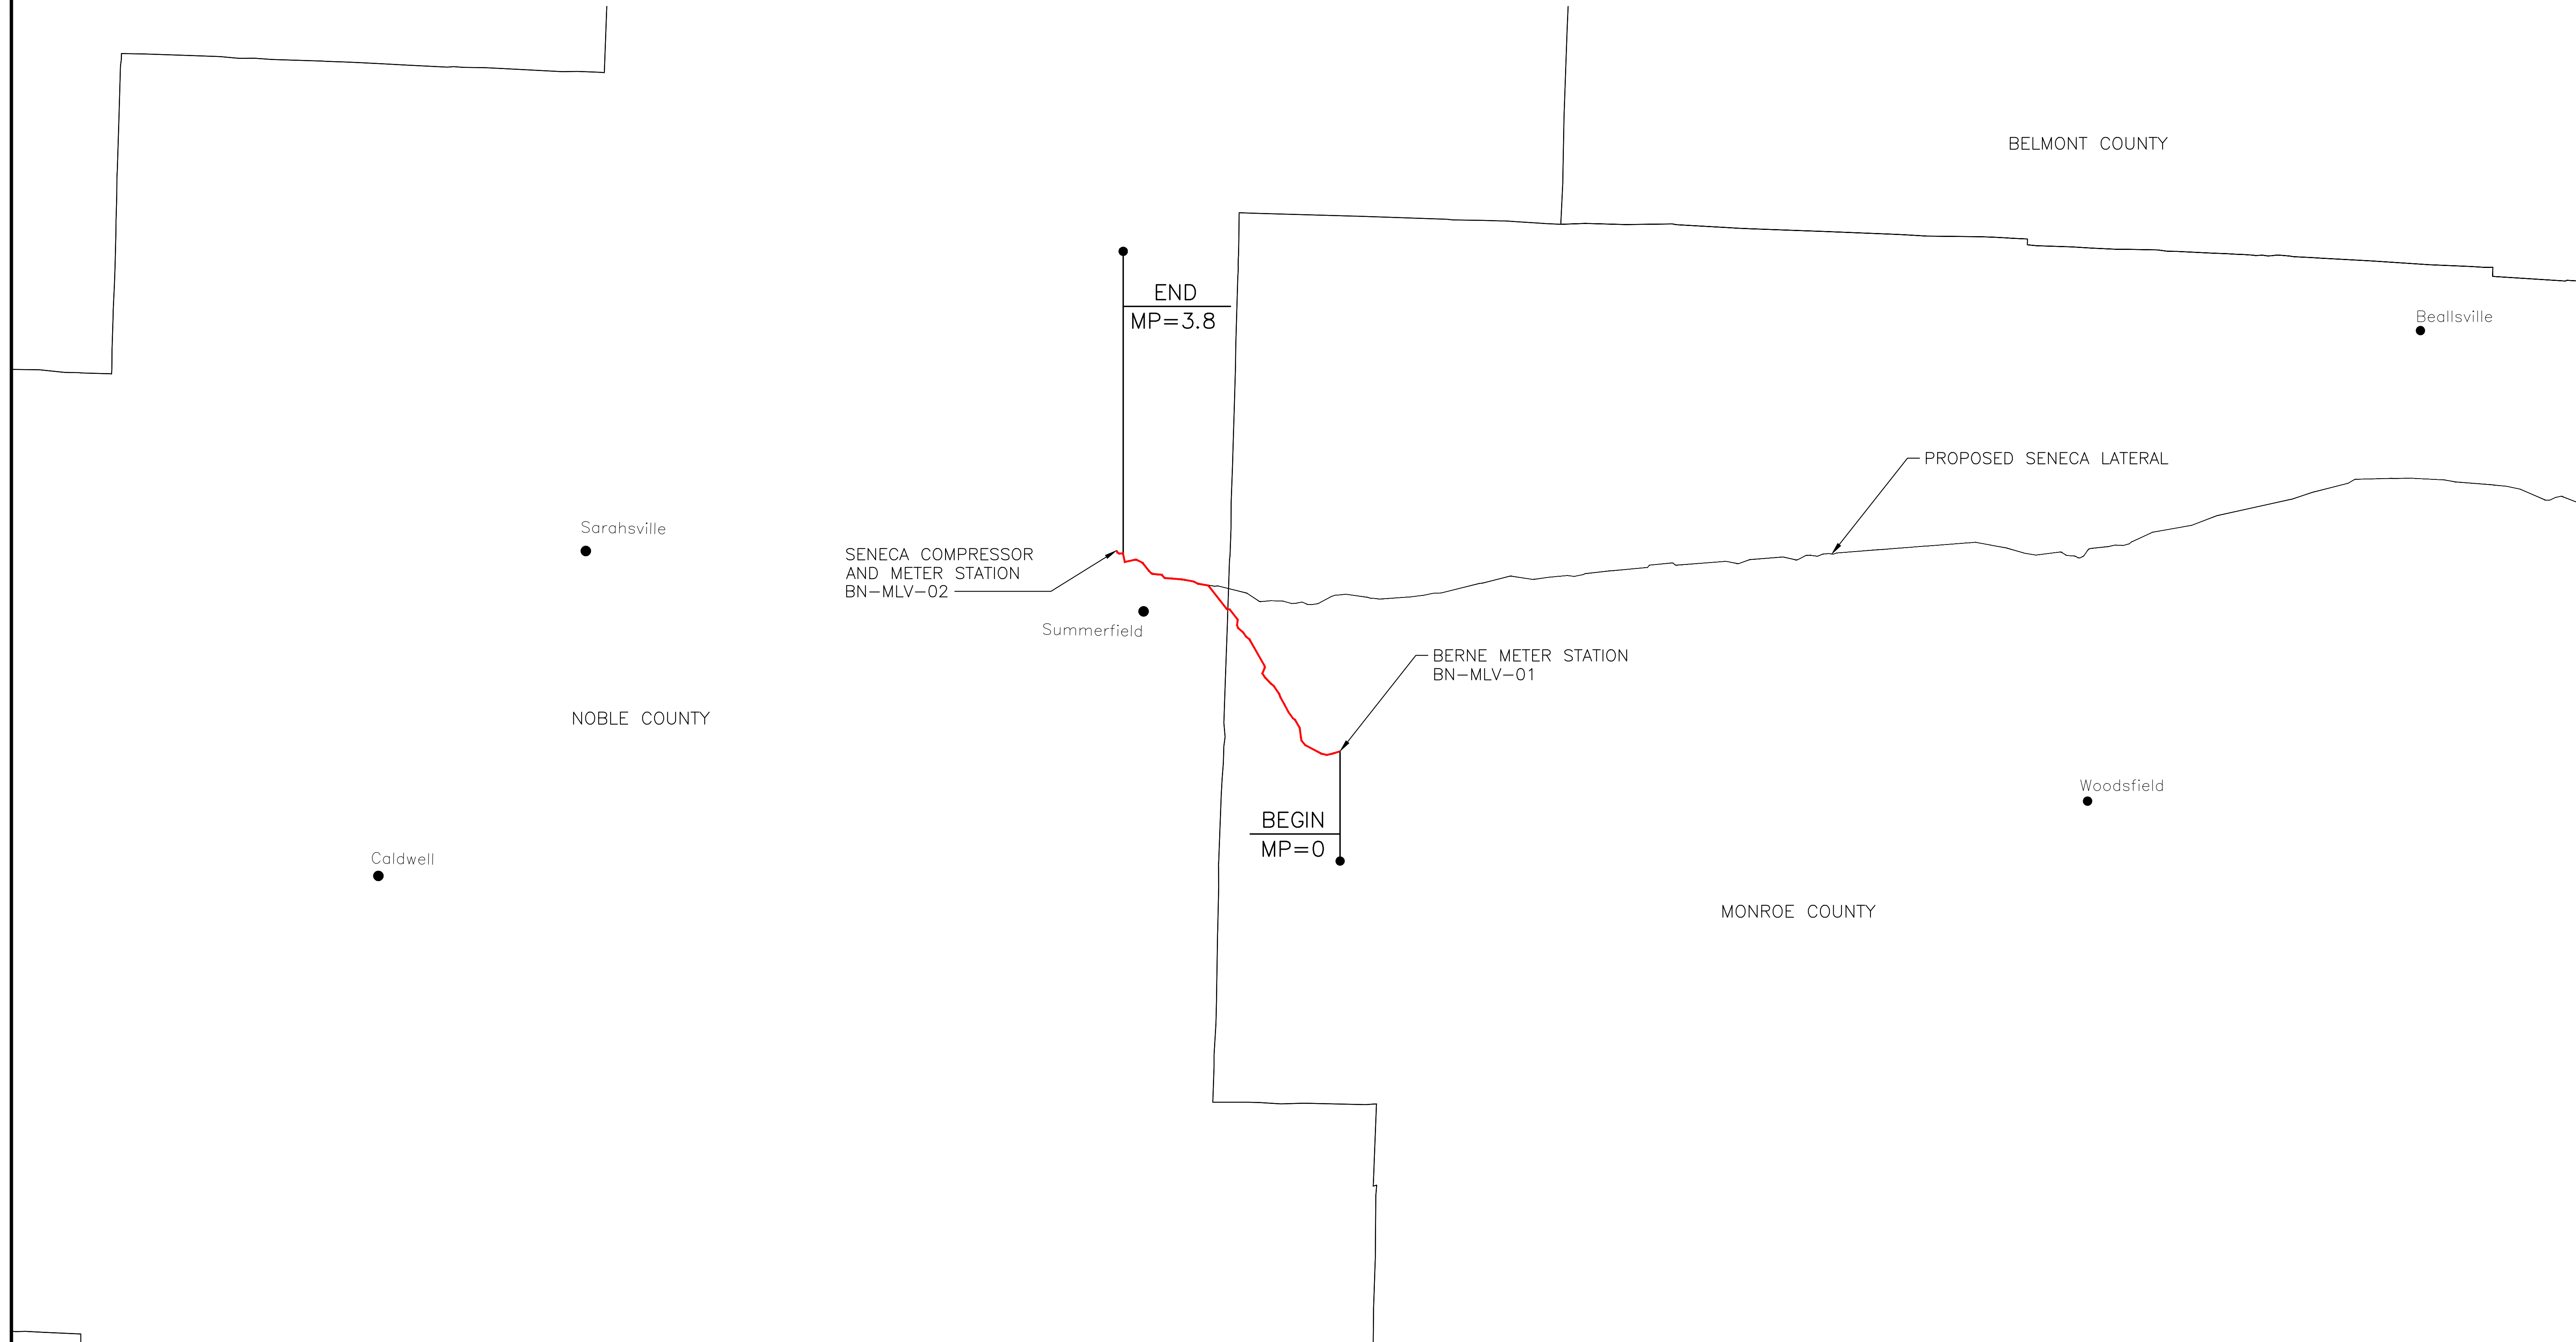 BELMONT COUNTY
END
MP=3.8
Beallsville
PROPOSED SENECA LATERAL
Sarahsville
SENECA COMPRESSOR
AND METER STATION
BN-MLV-02
Summerfield
BERNE METER STATION
BN-MLV-01
NOBLE COUNTY
Woodsfield
BEGIN
MP=0
Caldwell
MONROE COUNTY